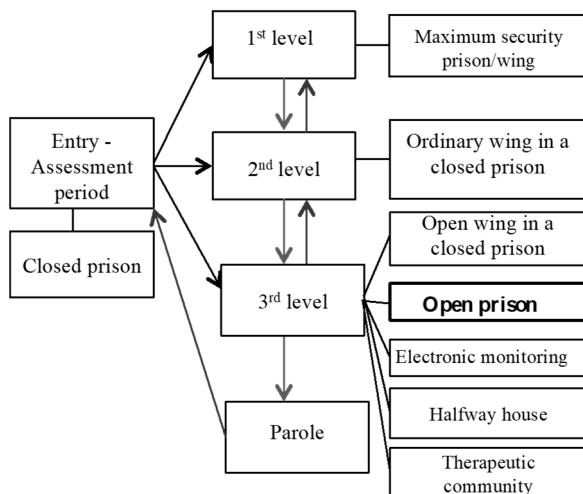 1st level
Maximum security
prison/wing
Entry -
Assessment
period
2nd level
Ordinary wing in a
closed prison
Closed prison
Open wing in a
closed prison
3rd level
Open prison
Electronic monitoring
Parole
Halfway house
Therapeutic
community